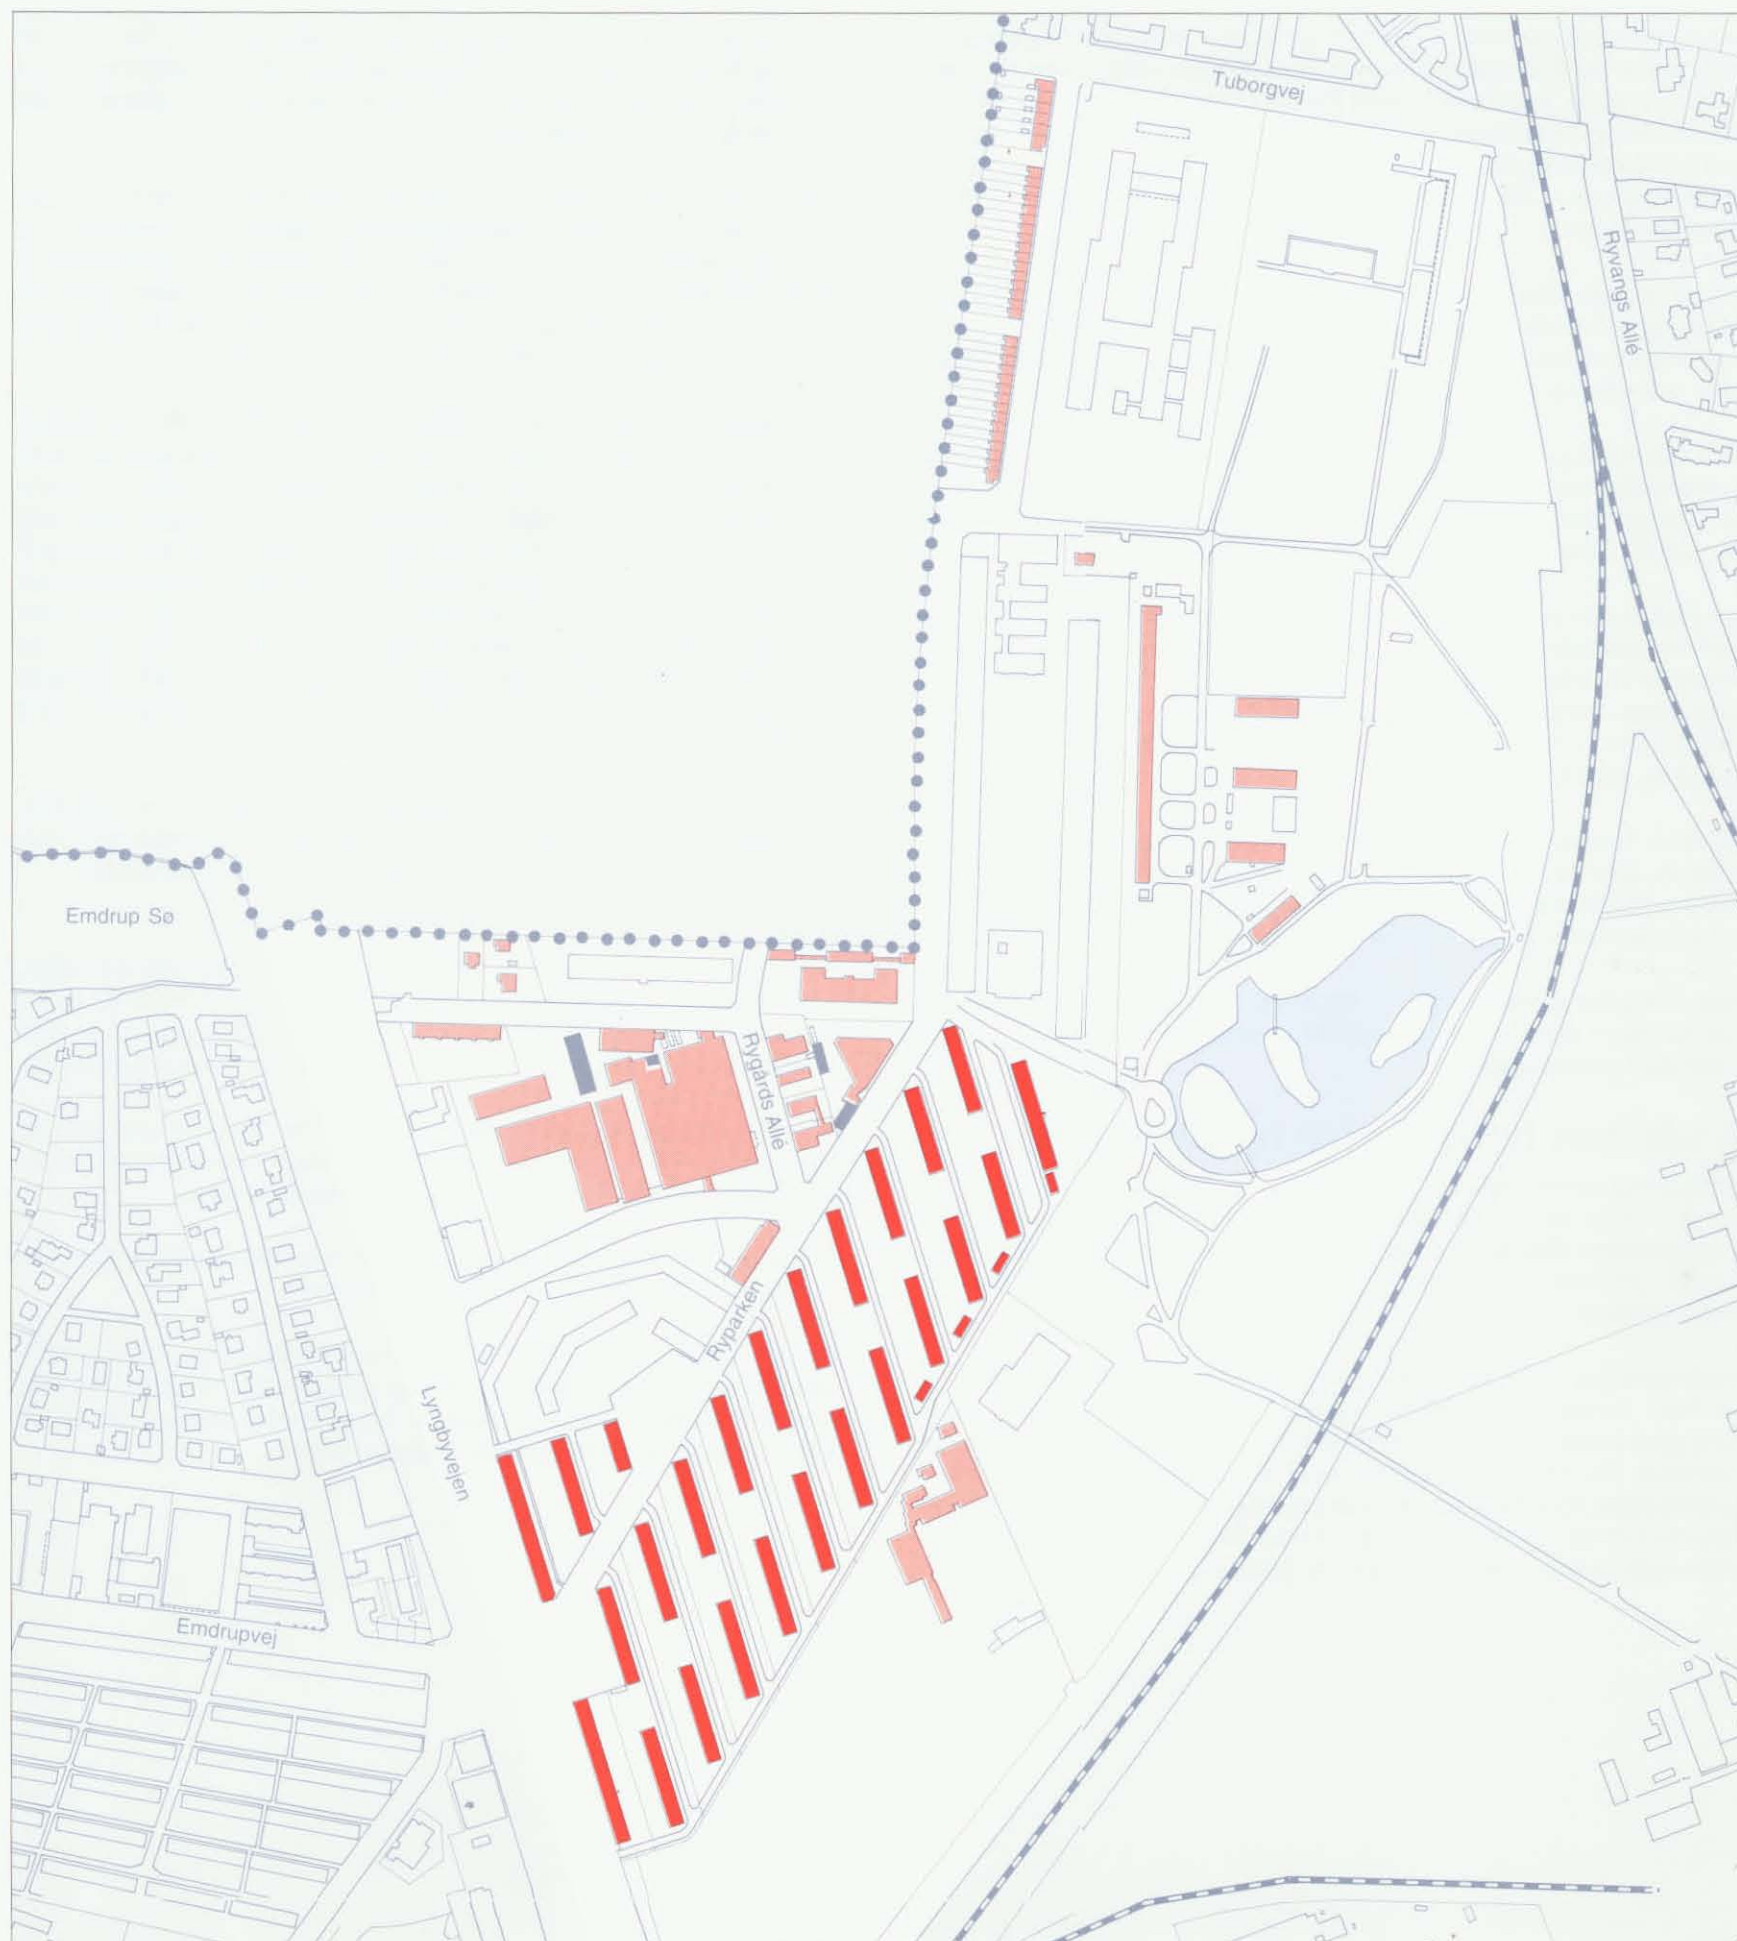 Tuborgvej
Ryvangs Allé
Emdrup Sø
Rygårds Allé
Ryparken
Lyngbyvejen
Emdrupvej